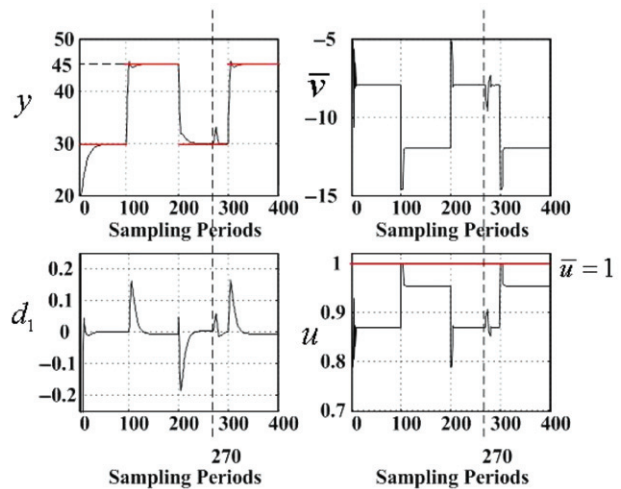 50
45
40
30
20
y
0 100 200 300 400
Sampling Periods
-5
-10
-15
v̅
0 100 200 300 400
Sampling Periods
0.2
0.1
0
-0.1
-0.2
d₁
0 100 200 300 400
270
Sampling Periods
1
0.9
0.8
0.7
u
u̅ = 1
0 100 200 300 400
270
Sampling Periods